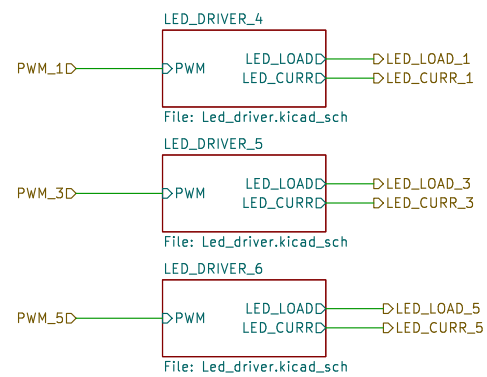 LED_DRIVER_4
PWM_1 PWM LED_LOAD LED_LOAD_1
LED_CURR LED_CURR_1
File: Led_driver.kicad_sch
LED_DRIVER_5
PWM_3 PWM LED_LOAD LED_LOAD_3
LED_CURR LED_CURR_3
File: Led_driver.kicad_sch
LED_DRIVER_6
PWM_5 PWM LED_LOAD LED_LOAD_5
LED_CURR LED_CURR_5
File: Led_driver.kicad_sch